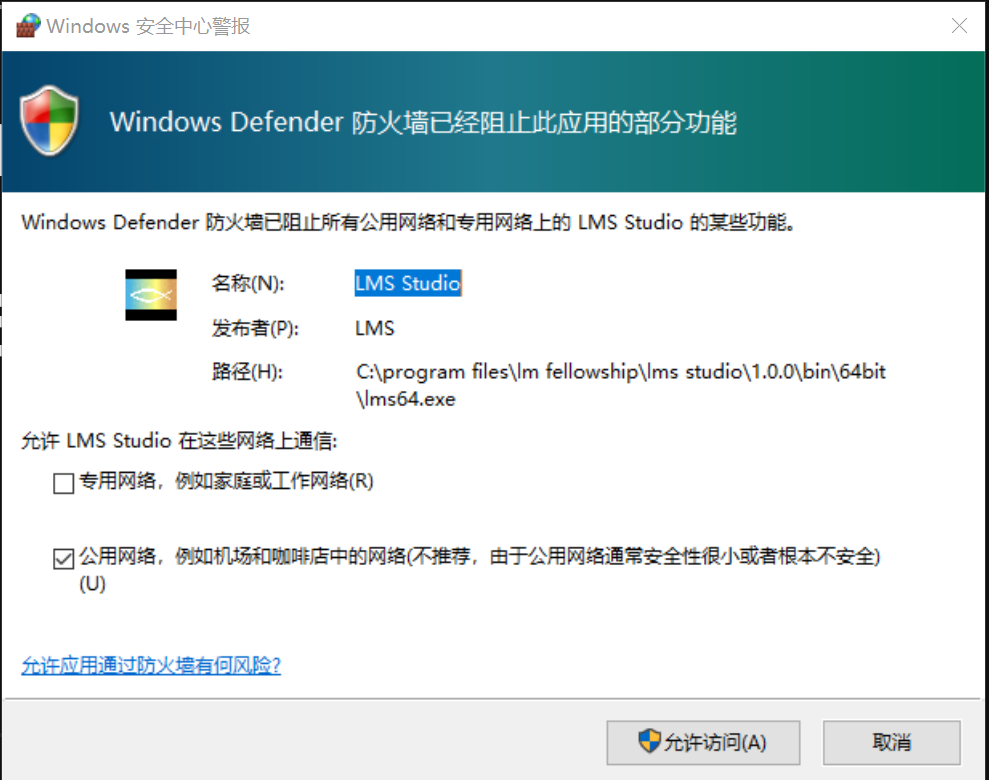 Windows 安全中心警报
Windows Defender 防火墙已经阻止此应用的部分功能
Windows Defender 防火墙已阻止所有公用网络和专用网络上的 LMS Studio 的某些功能。
名称(N): LMS Studio
发布者(P): LMS
路径(H): C:\program files\lm fellowship\lms studio\1.0.0\bin\64bit
\lms64.exe
允许 LMS Studio 在这些网络上通信:
专用网络，例如家庭或工作网络(R)
公用网络，例如机场和咖啡店中的网络(不推荐，由于公用网络通常安全性很小或者根本不安全)
(U)
允许应用通过防火墙有何风险?
允许访问(A) 取消